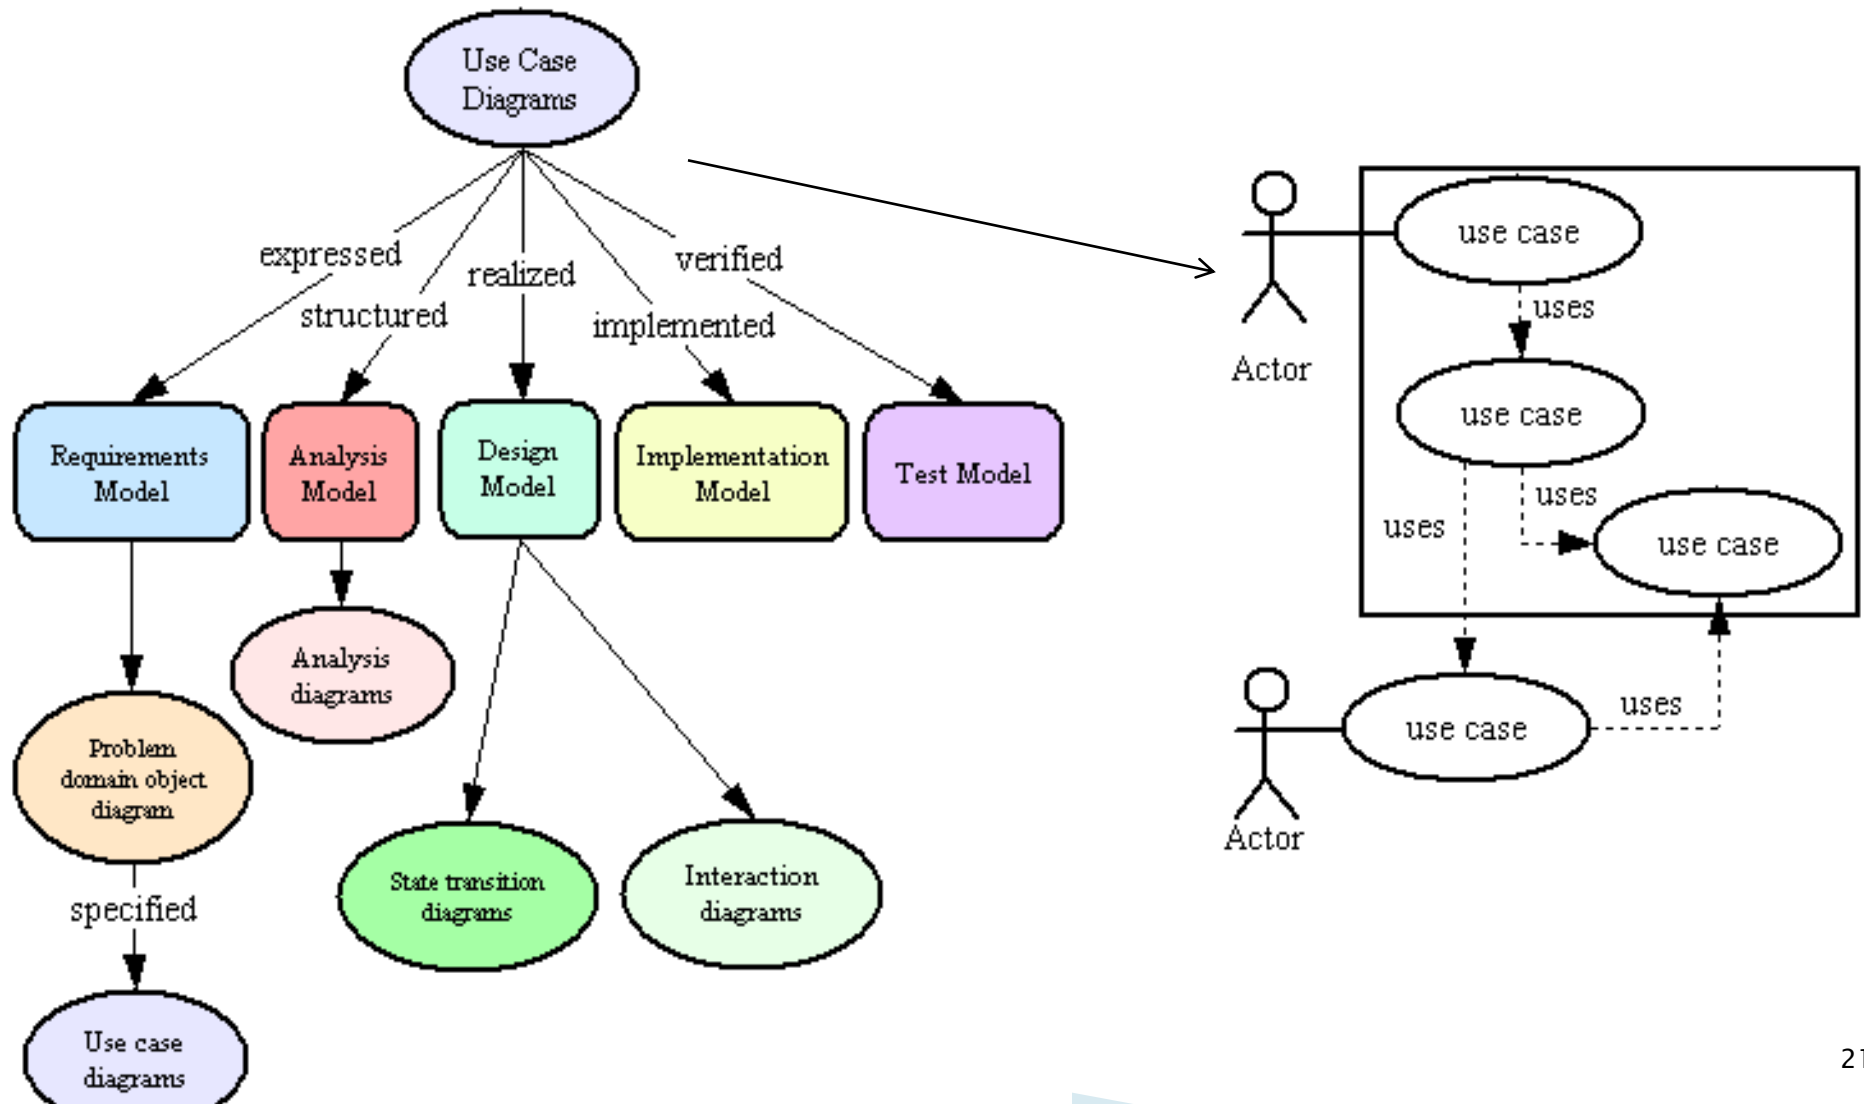 Use Case
Diagrams
expressed
structured
realized
implemented
verified
Requirements
Model
Analysis
Model
Design
Model
Implementation
Model
Test Model
Analysis
diagrams
Problem
domain object
diagram
specified
State transition
diagrams
Interaction
diagrams
Use case
diagrams
use case
uses
Actor
use case
uses
uses
use case
use case
uses
Actor
21